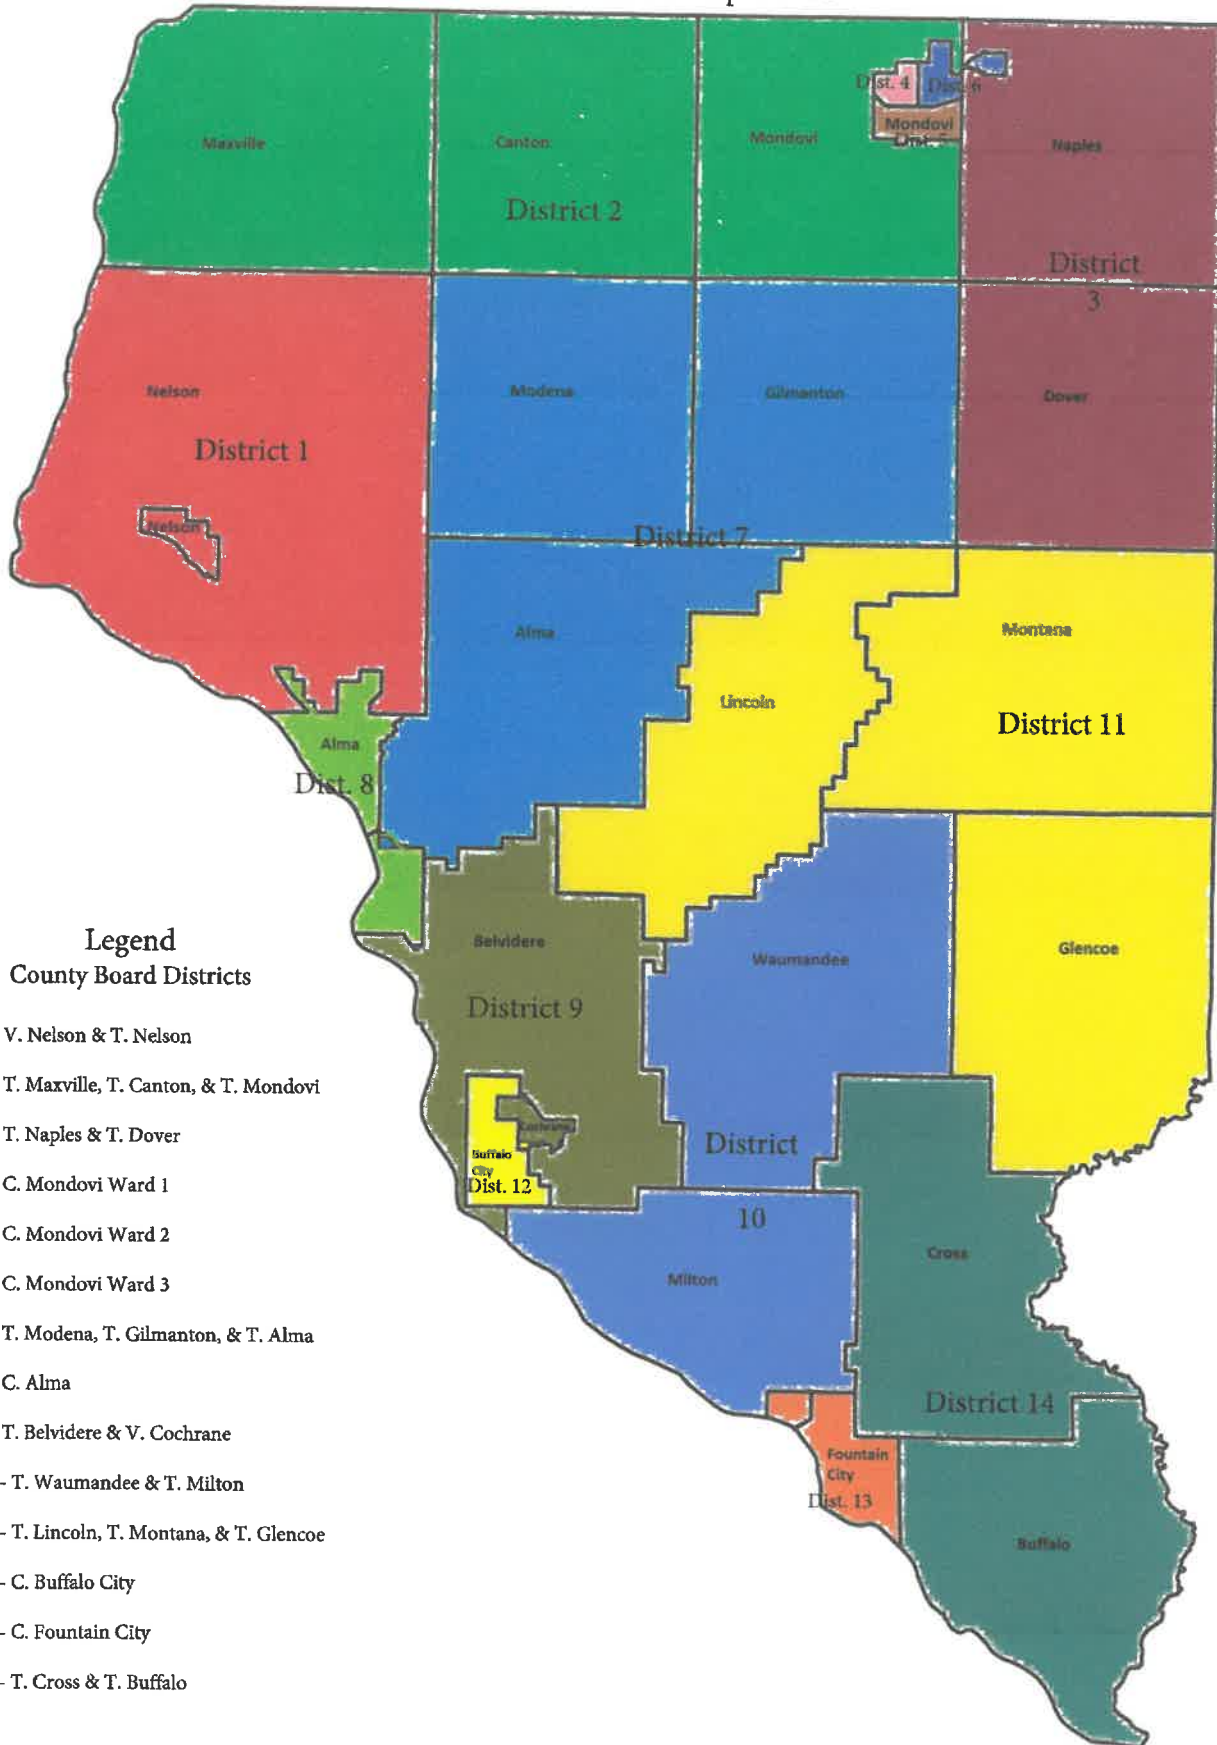 Dist. 4
Dist. 6
Mondovi
Maxville
Canton
Mondovi
Naples
District 2
District
3
Nelson
Modena
Gilmanton
Dover
District 1
Nelson
District 7
Alma
Montana
Lincoln
District 11
Alma
Dist. 8
Legend
County Board Districts
Belvidere
Waumandee
Glencoe
District 9
V. Nelson & T. Nelson
T. Maxville, T. Canton, & T. Mondovi
Cochrane
T. Naples & T. Dover
District
Buffalo
City
Dist. 12
C. Mondovi Ward 1
10
C. Mondovi Ward 2
Cross
C. Mondovi Ward 3
Milton
T. Modena, T. Gilmanton, & T. Alma
C. Alma
District 14
T. Belvidere & V. Cochrane
Fountain
City
- T. Waumandee & T. Milton
Dist. 13
- T. Lincoln, T. Montana, & T. Glencoe
Buffalo
- C. Buffalo City
- C. Fountain City
- T. Cross & T. Buffalo